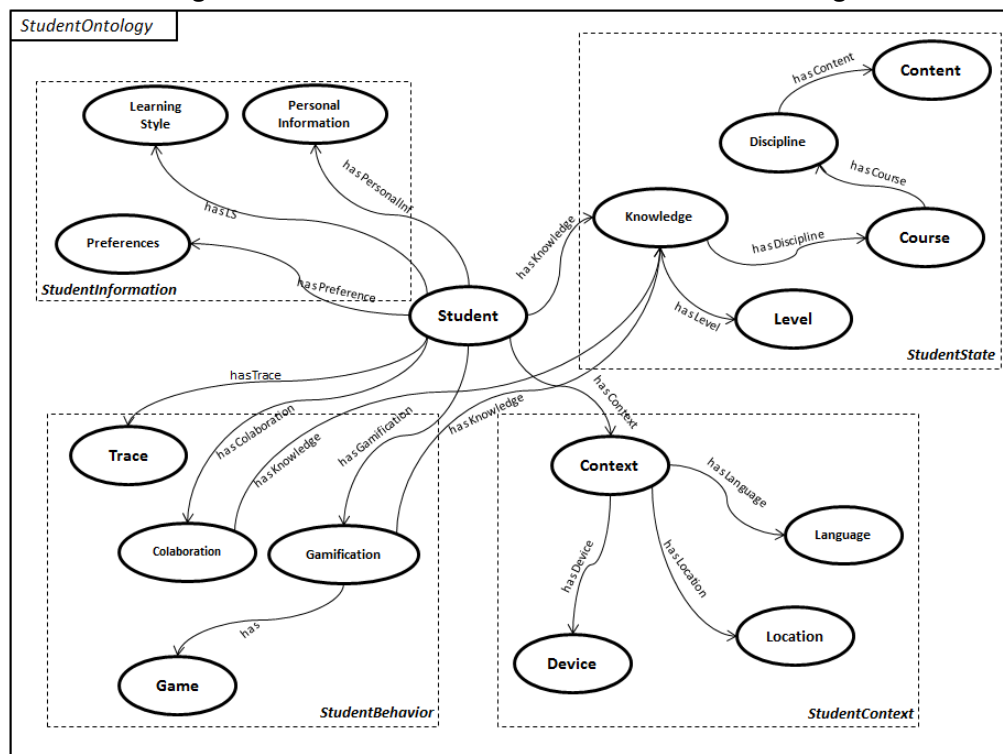 StudentOntology
Learning
Style
Personal
Information
Preferences
hasLS
hasPersonalInf
hasPreference
StudentInformation
Student
hasKnowledge
Knowledge
hasDiscipline
Course
hasCourse
Discipline
hasContent
Content
hasLevel
Level
StudentState
hasTrace
Trace
hasColaboration
hasKnowledge
Colaboration
hasGamification
hasKnowledge
Gamification
has
Game
StudentBehavior
hasContext
Context
hasLanguage
Language
hasLocation
Location
hasDevice
Device
StudentContext